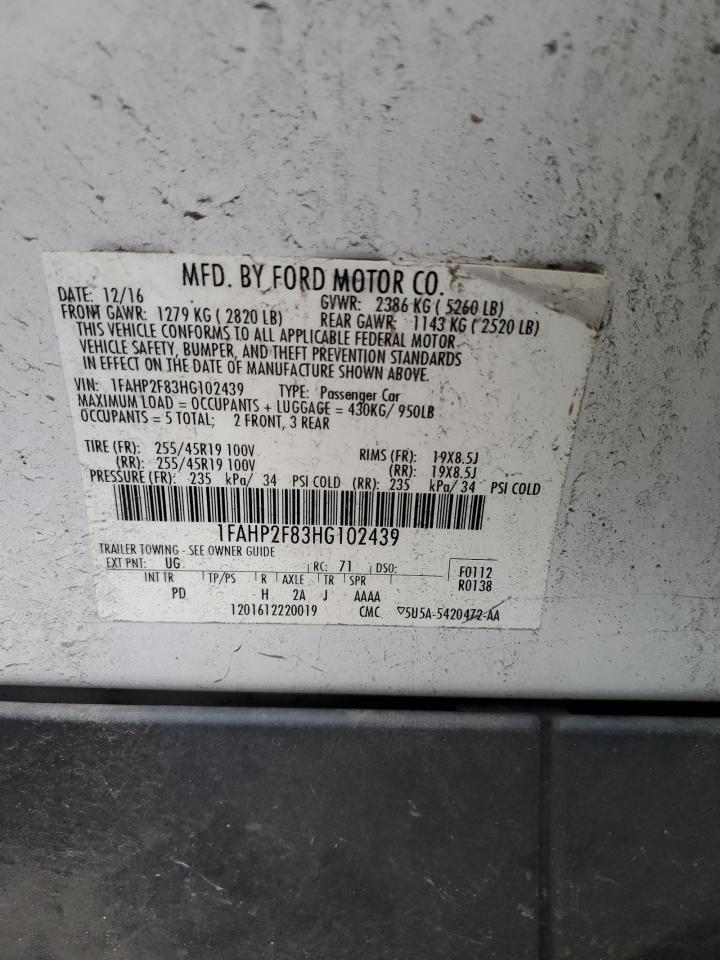 MFD. BY FORD MOTOR CO.
DATE: 12/16 GVWR: 2386 KG ( 5260 LB)
FRONT GAWR: 1279 KG ( 2820 LB) REAR GAWR: 1143 KG ( 2520 LB)
THIS VEHICLE CONFORMS TO ALL APPLICABLE FEDERAL MOTOR
VEHICLE SAFETY, BUMPER, AND THEFT PREVENTION STANDARDS
IN EFFECT ON THE DATE OF MANUFACTURE SHOWN ABOVE.
VIN: 1FAHP2F83HG102439 TYPE: Passenger Car
MAXIMUM LOAD = OCCUPANTS + LUGGAGE = 430KG/ 950LB
OCCUPANTS = 5 TOTAL; 2 FRONT, 3 REAR
TIRE (FR): 255/45R19 100V RIMS (FR): 19X8.5J
(RR): 255/45R19 100V (RR): 19X8.5J
PRESSURE (FR): 235 kPa/ 34 PSI COLD (RR): 235 kPa/ 34 PSI COLD
1FAHP2F83HG102439
TRAILER TOWING - SEE OWNER GUIDE
EXT PNT: UG RC: 71 DSO: F0112
INT TR TP/PS R AXLE TR SPR R0138
PD H 2A J AAAA
1201612220019 CMC ▽5U5A-5420472-AA